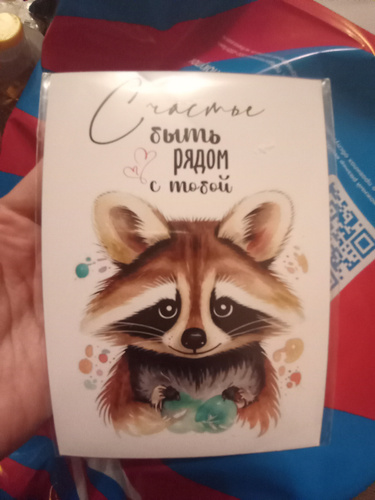 Счастье
быть
рядом
с тобой